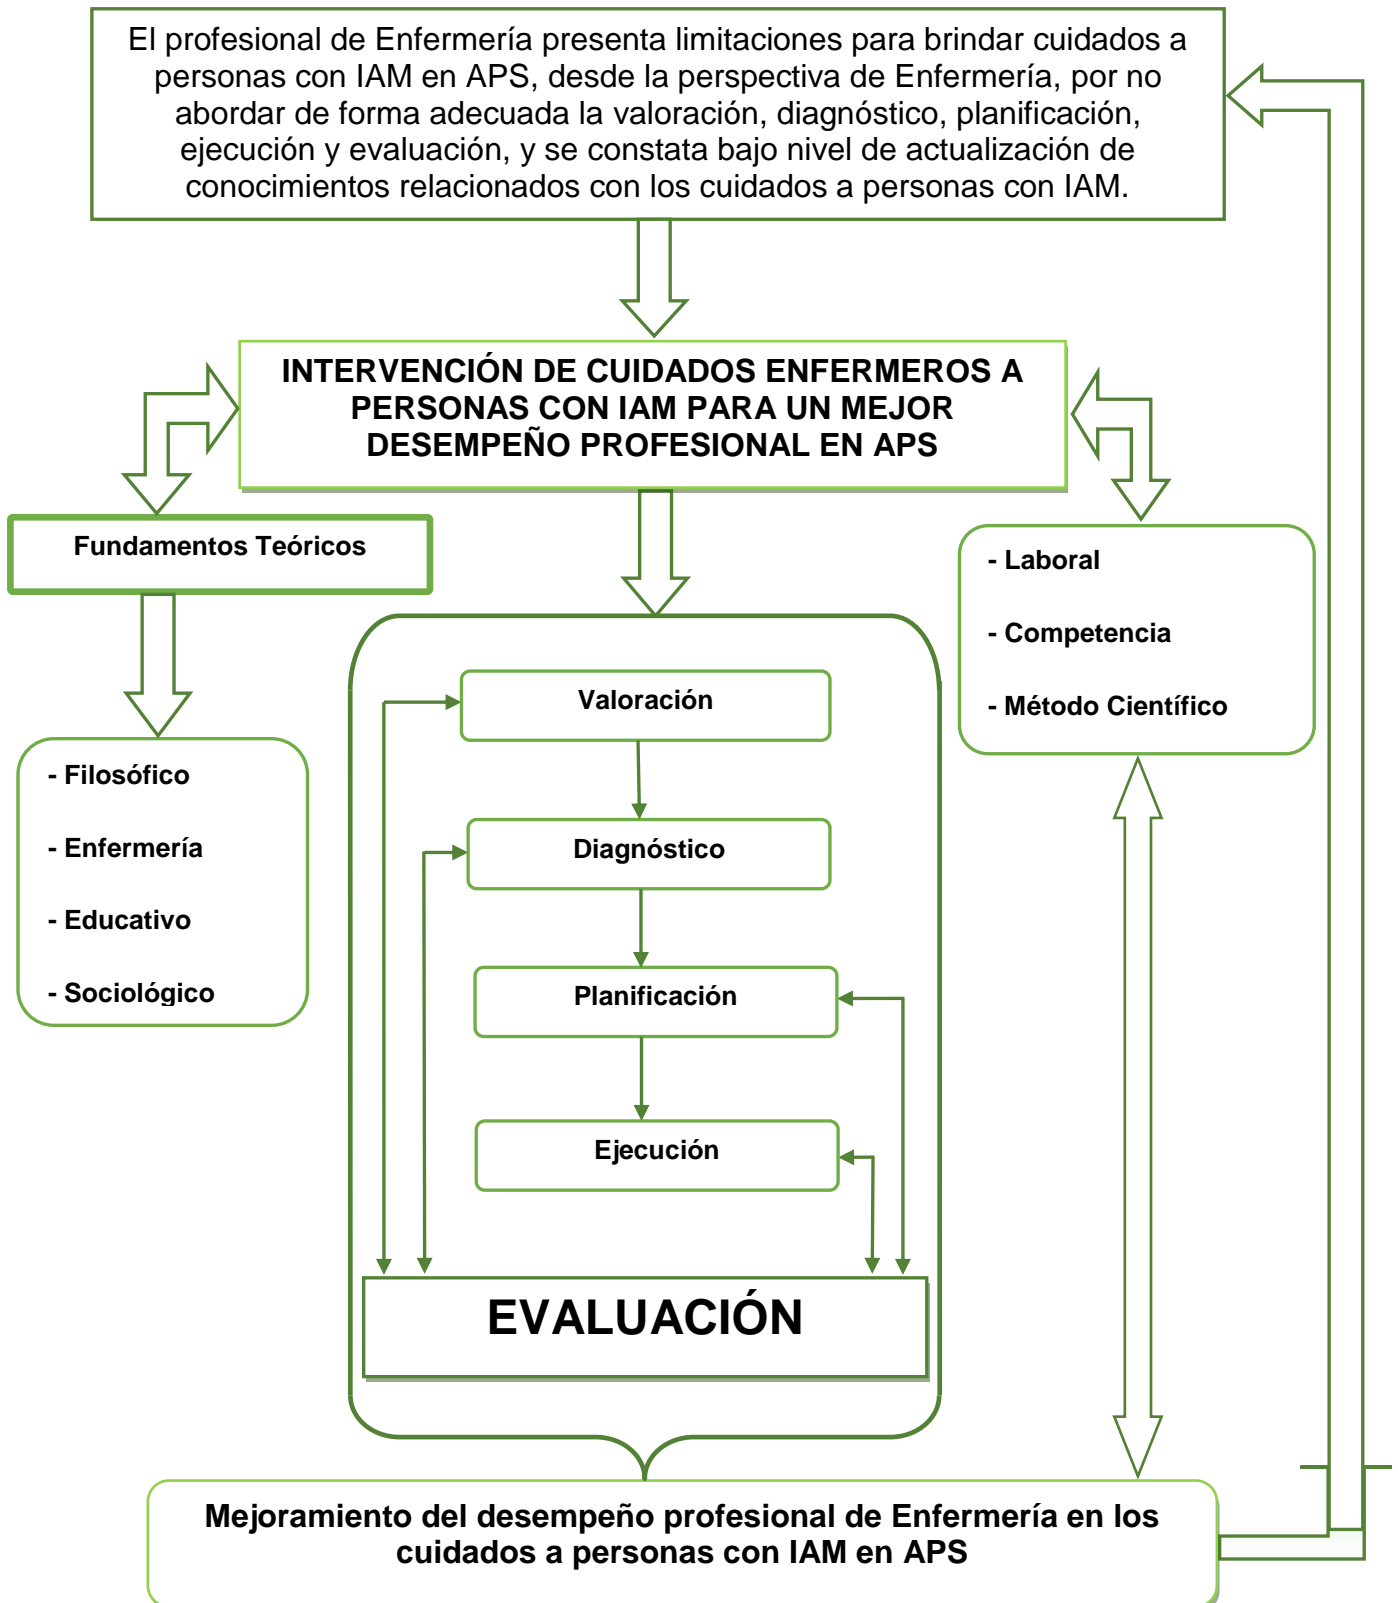 El profesional de Enfermería presenta limitaciones para brindar cuidados a
personas con IAM en APS, desde la perspectiva de Enfermería, por no
abordar de forma adecuada la valoración, diagnóstico, planificación,
ejecución y evaluación, y se constata bajo nivel de actualización de
conocimientos relacionados con los cuidados a personas con IAM.
INTERVENCIÓN DE CUIDADOS ENFERMEROS A
PERSONAS CON IAM PARA UN MEJOR
DESEMPEÑO PROFESIONAL EN APS
Fundamentos Teóricos
- Filosófico
- Enfermería
- Educativo
- Sociológico
- Laboral
- Competencia
- Método Científico
Valoración
Diagnóstico
Planificación
Ejecución
EVALUACIÓN
Mejoramiento del desempeño profesional de Enfermería en los
cuidados a personas con IAM en APS